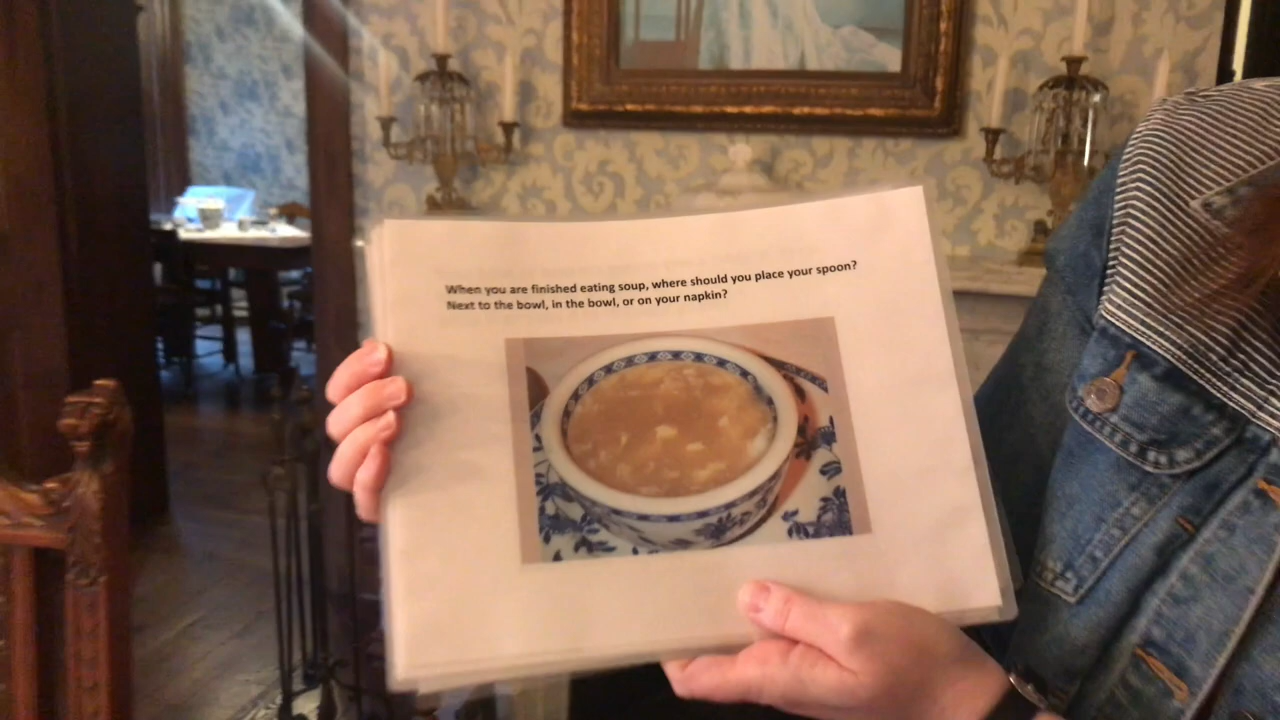 When you are finished eating soup, where should you place your spoon?
Next to the bowl, in the bowl, or on your napkin?